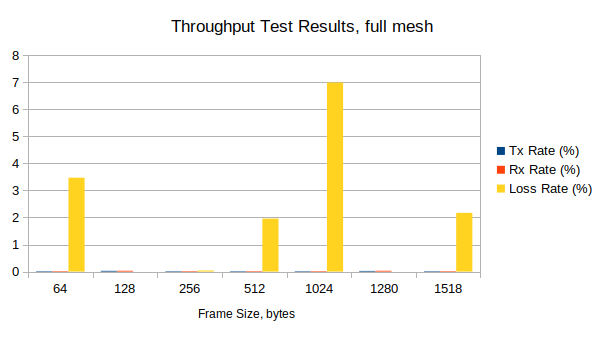 Throughput Test Results, full mesh
8
7
6
5
4
3
2
1
0
64 128 256 512 1024 1280 1518
Frame Size, bytes
Tx Rate (%)
Rx Rate (%)
Loss Rate (%)